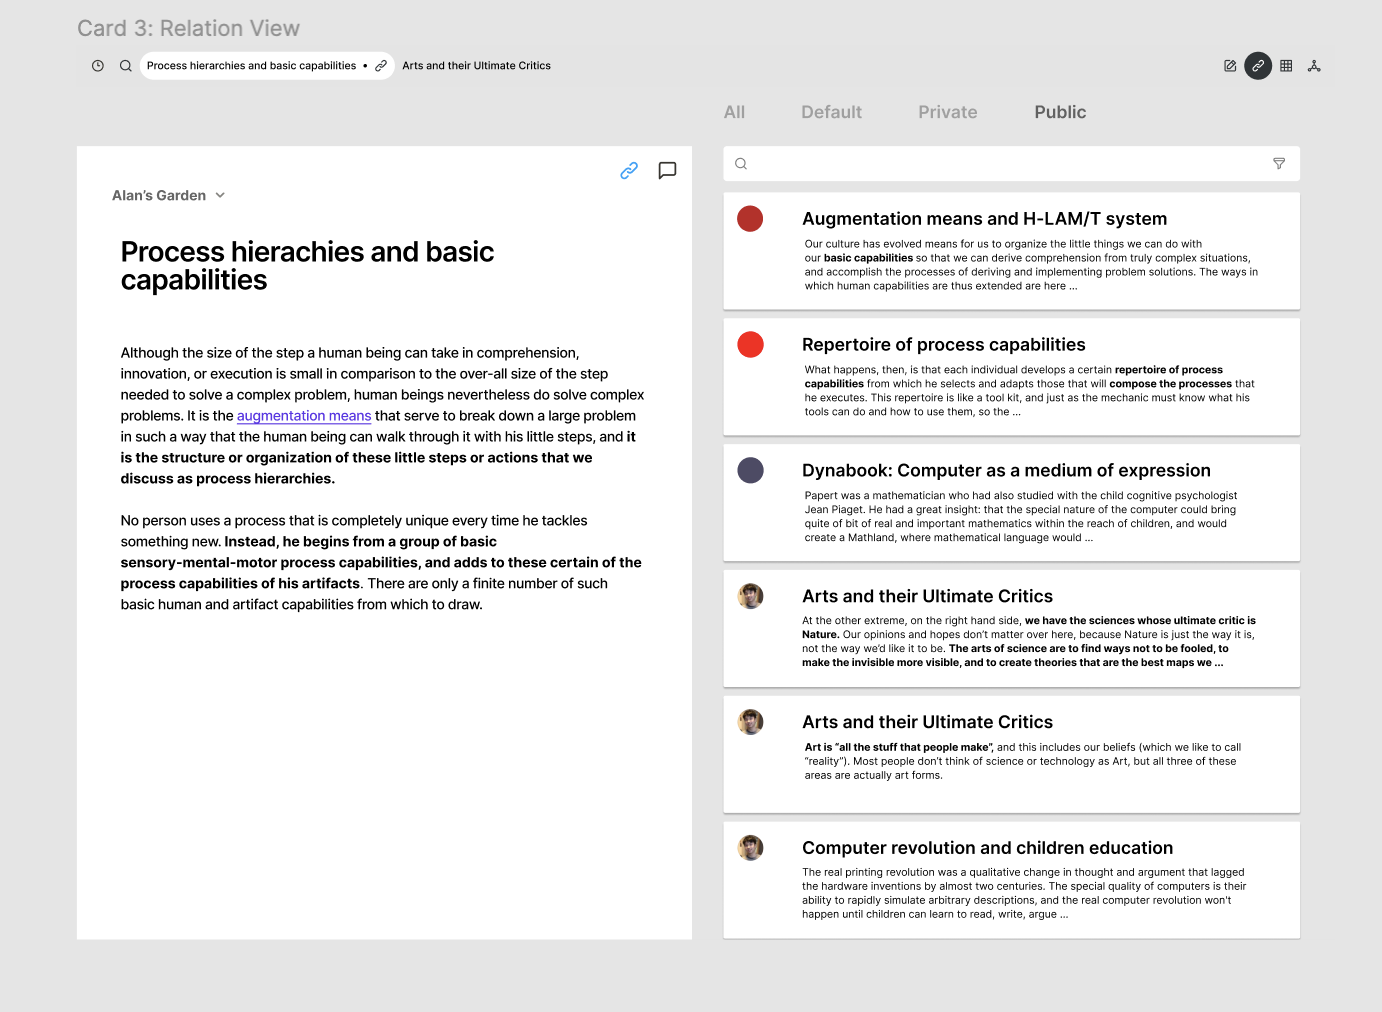 Card 3: Relation View
Process hierarchies and basic capabilities •
Arts and their Ultimate Critics
All
Default
Private
Public
Alan’s Garden
Process hierachies and basic
capabilities
Although the size of the step a human being can take in comprehension,
innovation, or execution is small in comparison to the over-all size of the step
needed to solve a complex problem, human beings nevertheless do solve complex
problems. It is the augmentation means that serve to break down a large problem
in such a way that the human being can walk through it with his little steps, and it
is the structure or organization of these little steps or actions that we
discuss as process hierarchies.
No person uses a process that is completely unique every time he tackles
something new. Instead, he begins from a group of basic
sensory-mental-motor process capabilities, and adds to these certain of the
process capabilities of his artifacts. There are only a finite number of such
basic human and artifact capabilities from which to draw.
Augmentation means and H-LAM/T system
Our culture has evolved means for us to organize the little things we can do with
our basic capabilities so that we can derive comprehension from truly complex situations,
and accomplish the processes of deriving and implementing problem solutions. The ways in
which human capabilities are thus extended are here ...
Repertoire of process capabilities
What happens, then, is that each individual develops a certain repertoire of process
capabilities from which he selects and adapts those that will compose the processes that
he executes. This repertoire is like a tool kit, and just as the mechanic must know what his
tools can do and how to use them, so the ...
Dynabook: Computer as a medium of expression
Papert was a mathematician who had also studied with the child cognitive psychologist
Jean Piaget. He had a great insight: that the special nature of the computer could bring
quite of bit of real and important mathematics within the reach of children, and would
create a Mathland, where mathematical language would ...
Arts and their Ultimate Critics
At the other extreme, on the right hand side, we have the sciences whose ultimate critic is
Nature. Our opinions and hopes don’t matter over here, because Nature is just the way it is,
not the way we’d like it to be. The arts of science are to find ways not to be fooled, to
make the invisible more visible, and to create theories that are the best maps we ...
Arts and their Ultimate Critics
Art is “all the stuff that people make”, and this includes our beliefs (which we like to call
“reality”). Most people don’t think of science or technology as Art, but all three of these
areas are actually art forms.
Computer revolution and children education
The real printing revolution was a qualitative change in thought and argument that lagged
the hardware inventions by almost two centuries. The special quality of computers is their
ability to rapidly simulate arbitrary descriptions, and the real computer revolution won't
happen until children can learn to read, write, argue ...